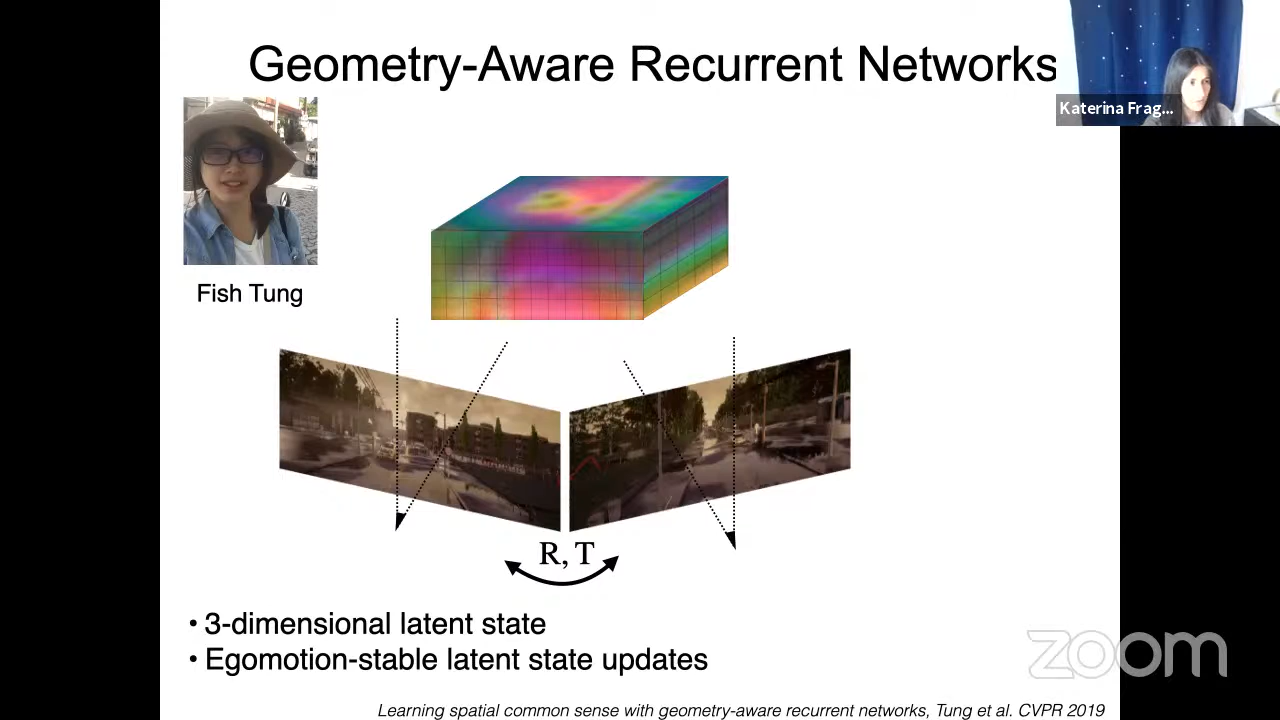 Geometry-Aware Recurrent Networks
Katerina Frag...
Fish Tung
R, T
• 3-dimensional latent state
• Egomotion-stable latent state updates
zoom
Learning spatial common sense with geometry-aware recurrent networks, Tung et al. CVPR 2019